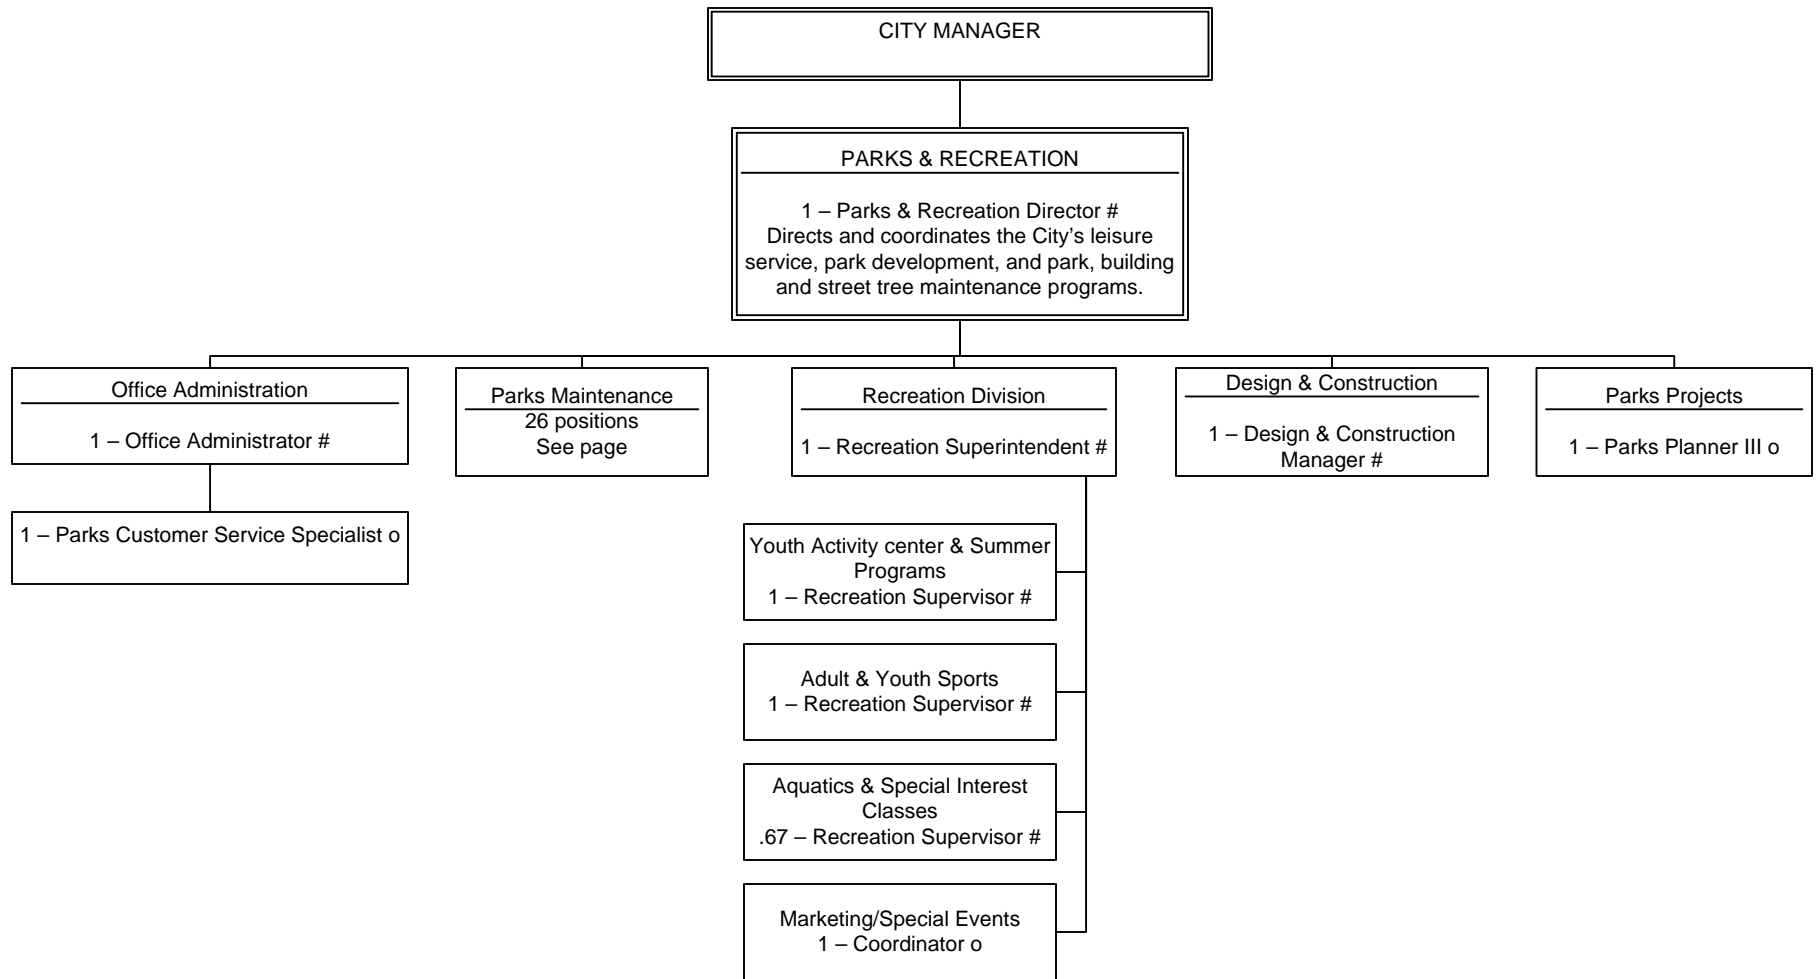 CITY MANAGER
PARKS & RECREATION
1 – Parks & Recreation Director #
Directs and coordinates the City’s leisure
service, park development, and park, building
and street tree maintenance programs.
Office Administration
1 – Office Administrator #
1 – Parks Customer Service Specialist o
Parks Maintenance
26 positions
See page
Recreation Division
1 – Recreation Superintendent #
Youth Activity center & Summer
Programs
1 – Recreation Supervisor #
Adult & Youth Sports
1 – Recreation Supervisor #
Aquatics & Special Interest
Classes
.67 – Recreation Supervisor #
Marketing/Special Events
1 – Coordinator o
Design & Construction
1 – Design & Construction
Manager #
Parks Projects
1 – Parks Planner III o